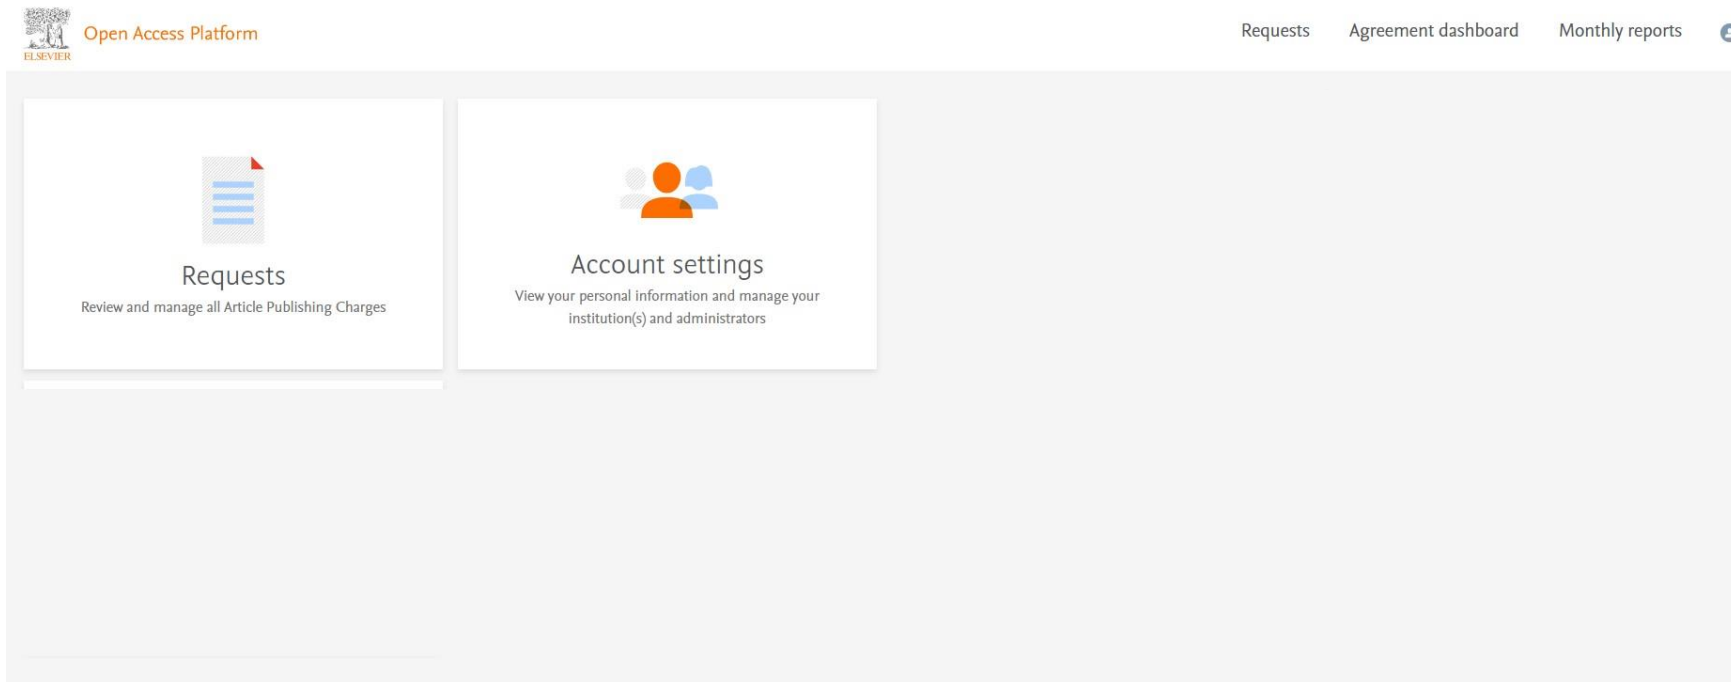 Open Access Platform
ELSEVIER
Requests
Agreement dashboard
Monthly reports
Requests
Review and manage all Article Publishing Charges
Account settings
View your personal information and manage your
institution(s) and administrators